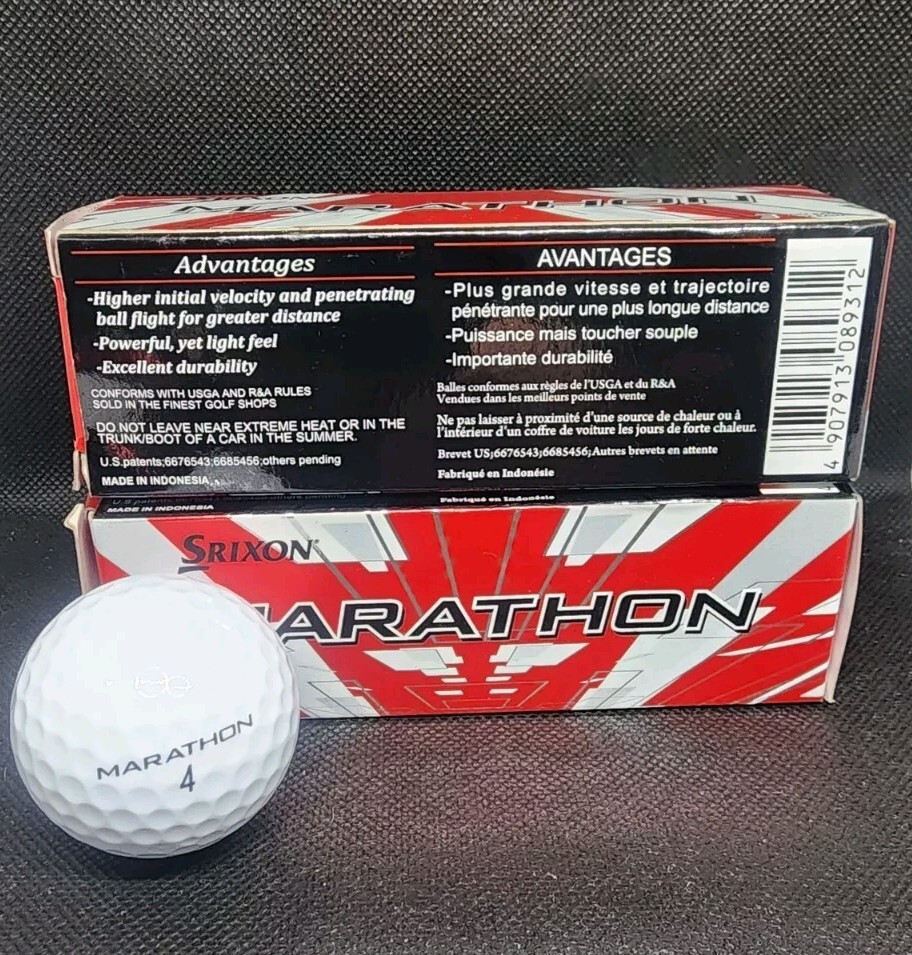 SRIXON
MARATHON
Advantages
-Higher initial velocity and penetrating
ball flight for greater distance
-Powerful, yet light feel
-Excellent durability
CONFORMS WITH USGA AND R&A RULES
SOLD IN THE FINEST GOLF SHOPS
DO NOT LEAVE NEAR EXTREME HEAT OR IN THE
TRUNK/BOOT OF A CAR IN THE SUMMER.
U.S.patents;6676543;6685456;others pending
MADE IN INDONESIA
AVANTAGES
-Plus grande vitesse et trajectoire
pénétrante pour une plus longue distance
-Puissance mais toucher souple
-Importante durabilité
Balles conformes aux règles de l'USGA et du R&A
Vendues dans les meilleurs points de vente
Ne pas laisser à proximité d'une source de chaleur ou à
l'intérieur d'un coffre de voiture les jours de forte chaleur.
Brevet US;6676543;6685456;Autres brevets en attente
Fabriqué en Indonésie
4 907913 089312
U.S.patents pending
MADE IN INDONESIA
Fabriqué en Indonésie
SRIXON
ARATHON
MARATHON
4